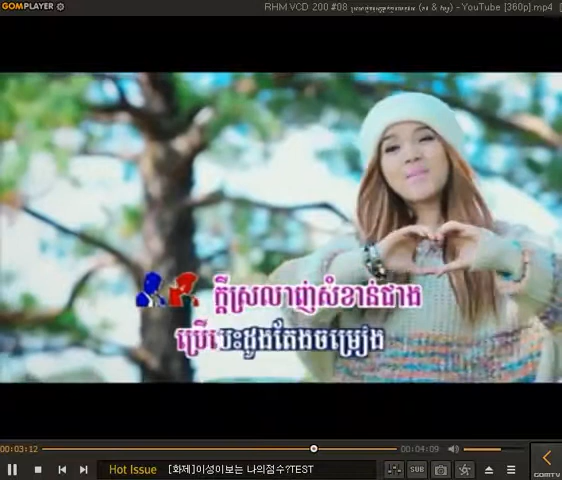 GOMPLAYER
RHM VCD 200 #08
- YouTube [360p].mp4
ក្ដីស្រលាញ់សំខាន់ជាង
ប្រើបេះដូងតែងចម្រៀង
00:03:12
00:04:09
Hot Issue
[화제]이성이보는 나의점수?TEST
SUB
GOMTV